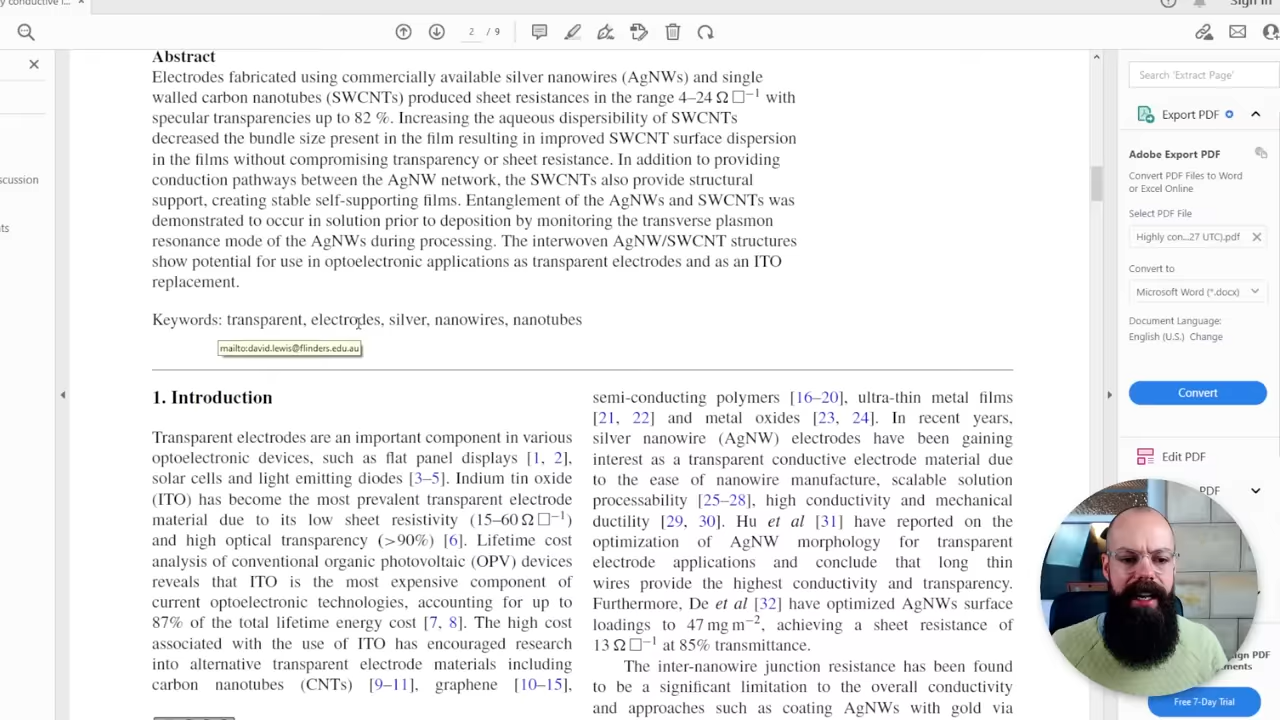 Sign In
2 / 9
Abstract
Electrodes fabricated using commercially available silver nanowires (AgNWs) and single
walled carbon nanotubes (SWCNTs) produced sheet resistances in the range 4–24 Ω □⁻¹ with
specular transparencies up to 82 %. Increasing the aqueous dispersibility of SWCNTs
decreased the bundle size present in the film resulting in improved SWCNT surface dispersion
in the films without compromising transparency or sheet resistance. In addition to providing
conduction pathways between the AgNW network, the SWCNTs also provide structural
support, creating stable self-supporting films. Entanglement of the AgNWs and SWCNTs was
demonstrated to occur in solution prior to deposition by monitoring the transverse plasmon
resonance mode of the AgNWs during processing. The interwoven AgNW/SWCNT structures
show potential for use in optoelectronic applications as transparent electrodes and as an ITO
replacement.
Keywords: transparent, electrodes, silver, nanowires, nanotubes
mailto:david.lewis@flinders.edu.au
1. Introduction
Transparent electrodes are an important component in various
optoelectronic devices, such as flat panel displays [1, 2],
solar cells and light emitting diodes [3–5]. Indium tin oxide
(ITO) has become the most prevalent transparent electrode
material due to its low sheet resistivity (15–60 Ω □⁻¹)
and high optical transparency (>90%) [6]. Lifetime cost
analysis of conventional organic photovoltaic (OPV) devices
reveals that ITO is the most expensive component of
current optoelectronic technologies, accounting for up to
87% of the total lifetime energy cost [7, 8]. The high cost
associated with the use of ITO has encouraged research
into alternative transparent electrode materials including
carbon nanotubes (CNTs) [9–11], graphene [10–15],
semi-conducting polymers [16–20], ultra-thin metal films
[21, 22] and metal oxides [23, 24]. In recent years,
silver nanowire (AgNW) electrodes have been gaining
interest as a transparent conductive electrode material due
to the ease of nanowire manufacture, scalable solution
processability [25–28], high conductivity and mechanical
ductility [29, 30]. Hu et al [31] have reported on the
optimization of AgNW morphology for transparent
electrode applications and conclude that long thin
wires provide the highest conductivity and transparency.
Furthermore, De et al [32] have optimized AgNWs surface
loadings to 47 mg m⁻², achieving a sheet resistance of
13 Ω □⁻¹ at 85% transmittance.
The inter-nanowire junction resistance has been found
to be a significant limitation to the overall conductivity
and approaches such as coating AgNWs with gold via
Search 'Extract Page'
Export PDF
Adobe Export PDF
Convert PDF Files to Word
or Excel Online
Select PDF File
Highly con...27 UTC).pdf
Convert to
Microsoft Word (*.docx)
Document Language:
English (U.S.) Change
Convert
Edit PDF
PDF
Free 7-Day Trial